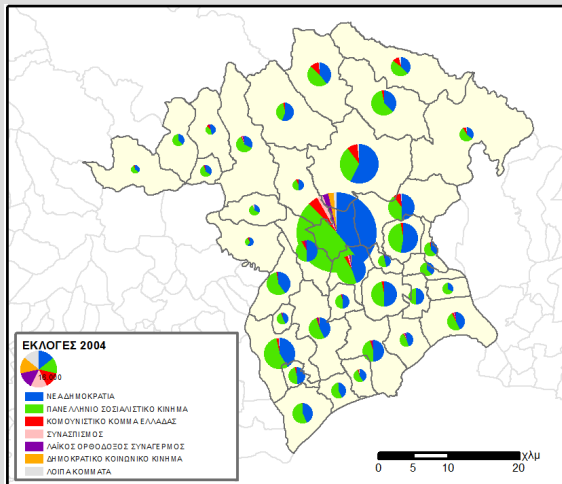 ΕΚΛΟΓΕΣ 2004
ΝΕΑ ΔΗΜΟΚΡΑΤΙΑ
ΠΑΝΕΛΛΗΝΙΟ ΣΟΣΙΑΛΙΣΤΙΚΟ ΚΙΝΗΜΑ
ΚΟΜΟΥΝΙΣΤΙΚΟ ΚΟΜΜΑ ΕΛΛΑΔΑΣ
ΣΥΝΑΣΠΙΣΜΟΣ
ΛΑΪΚΟΣ ΟΡΘΟΔΟΞΟΣ ΣΥΝΑΓΕΡΜΟΣ
ΔΗΜΟΚΡΑΤΙΚΟ ΚΟΙΝΩΝΙΚΟ ΚΙΝΗΜΑ
ΛΟΙΠΑ ΚΟΜΜΑΤΑ
χλμ
0 5 10 20